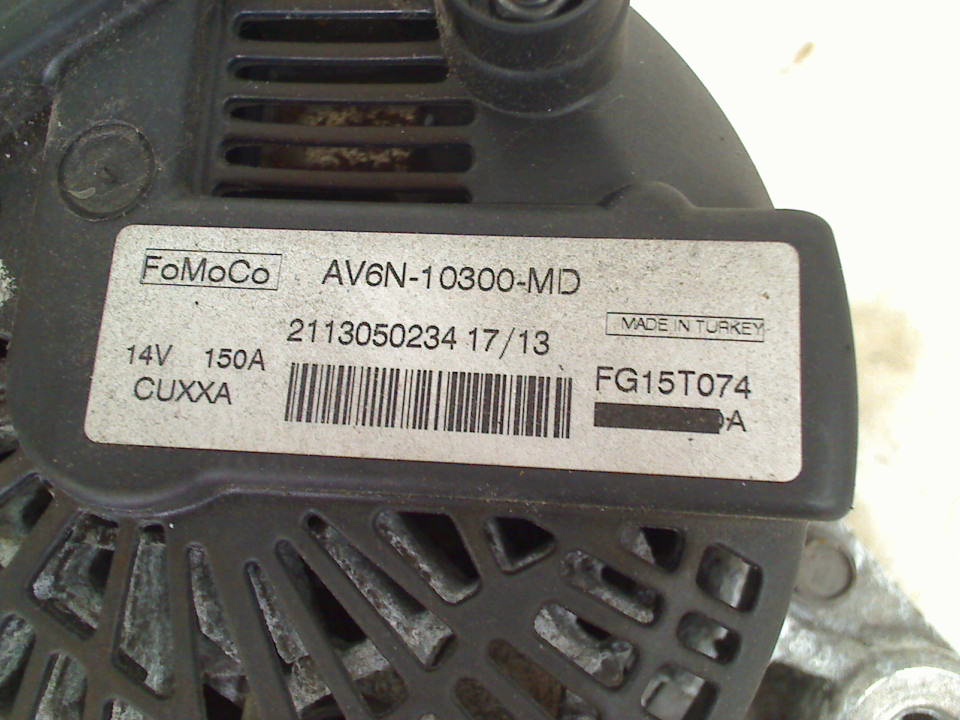 FoMoCo AV6N-10300-MD
2113050234 17/13
MADE IN TURKEY
14V 150A
CUXXA
FG15T074
A